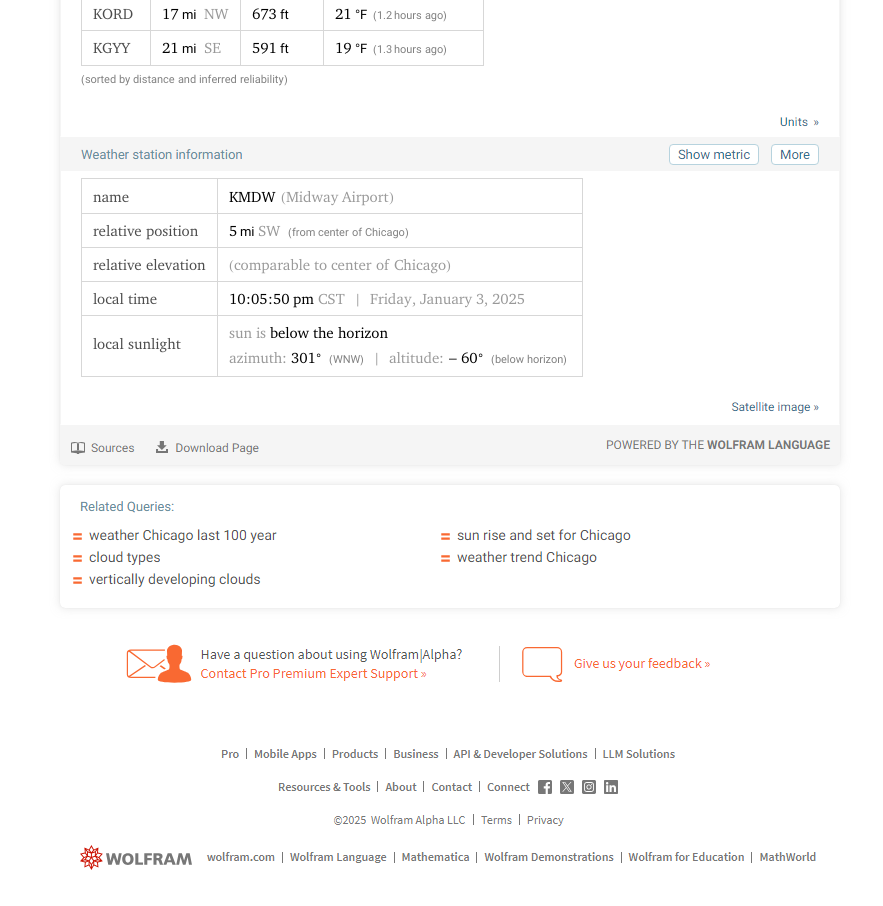 KORD 17 mi NW 673 ft 21 °F (1.2 hours ago)
KGYY 21 mi SE 591 ft 19 °F (1.3 hours ago)
(sorted by distance and inferred reliability)
Units »
Weather station information Show metric More
name KMDW (Midway Airport)
relative position 5 mi SW (from center of Chicago)
relative elevation (comparable to center of Chicago)
local time 10:05:50 pm CST | Friday, January 3, 2025
local sunlight sun is below the horizon
azimuth: 301° (WNW) | altitude: – 60° (below horizon)
Satellite image »
Sources Download Page POWERED BY THE WOLFRAM LANGUAGE
Related Queries:
= weather Chicago last 100 year
= sun rise and set for Chicago
= cloud types
= weather trend Chicago
= vertically developing clouds
Have a question about using Wolfram|Alpha?
Contact Pro Premium Expert Support »
Give us your feedback »
Pro | Mobile Apps | Products | Business | API & Developer Solutions | LLM Solutions
Resources & Tools | About | Contact | Connect
©2025 Wolfram Alpha LLC | Terms | Privacy
WOLFRAM wolfram.com | Wolfram Language | Mathematica | Wolfram Demonstrations | Wolfram for Education | MathWorld